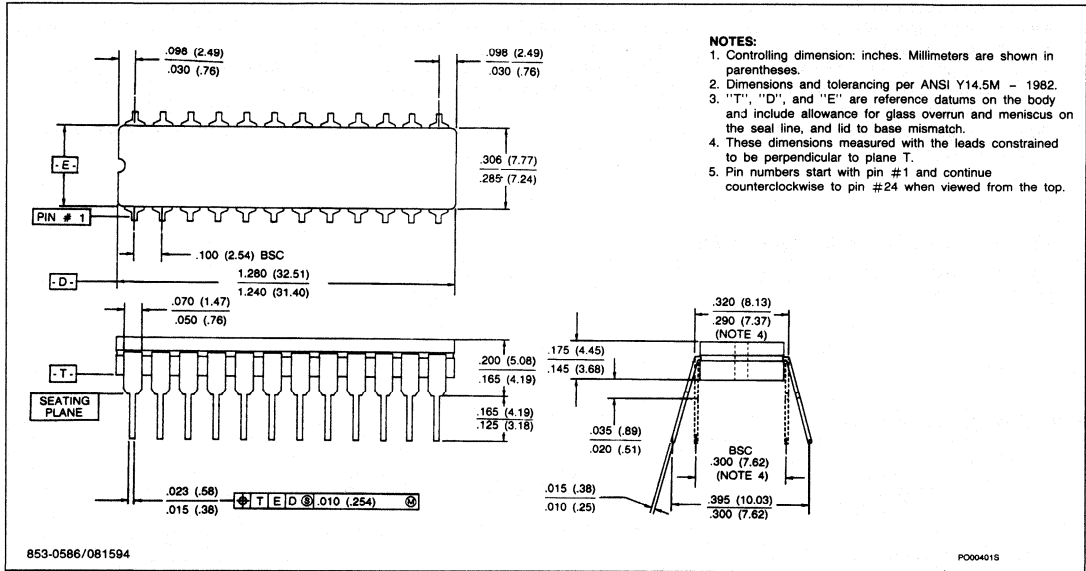 .098 (2.49)
.030 (.76)
.098 (2.49)
.030 (.76)
- E -
.306 (7.77)
.285 (7.24)
PIN # 1
.100 (2.54) BSC
- D -
1.280 (32.51)
1.240 (31.40)
.070 (1.47)
.050 (.76)
- T -
SEATING
PLANE
.200 (5.08)
.165 (4.19)
.165 (4.19)
.125 (3.18)
.023 (.58)
.015 (.38)
⌖ T E D Ⓢ .010 (.254) Ⓜ
.320 (8.13)
.290 (7.37)
(NOTE 4)
.175 (4.45)
.145 (3.68)
.035 (.89)
.020 (.51)
BSC
.300 (7.62)
(NOTE 4)
.015 (.38)
.010 (.25)
.395 (10.03)
.300 (7.62)
NOTES:
1. Controlling dimension: inches. Millimeters are shown in
parentheses.
2. Dimensions and tolerancing per ANSI Y14.5M – 1982.
3. "T", "D", and "E" are reference datums on the body
and include allowance for glass overrun and meniscus on
the seal line, and lid to base mismatch.
4. These dimensions measured with the leads constrained
to be perpendicular to plane T.
5. Pin numbers start with pin #1 and continue
counterclockwise to pin #24 when viewed from the top.
853-0586/081594
PO00401S